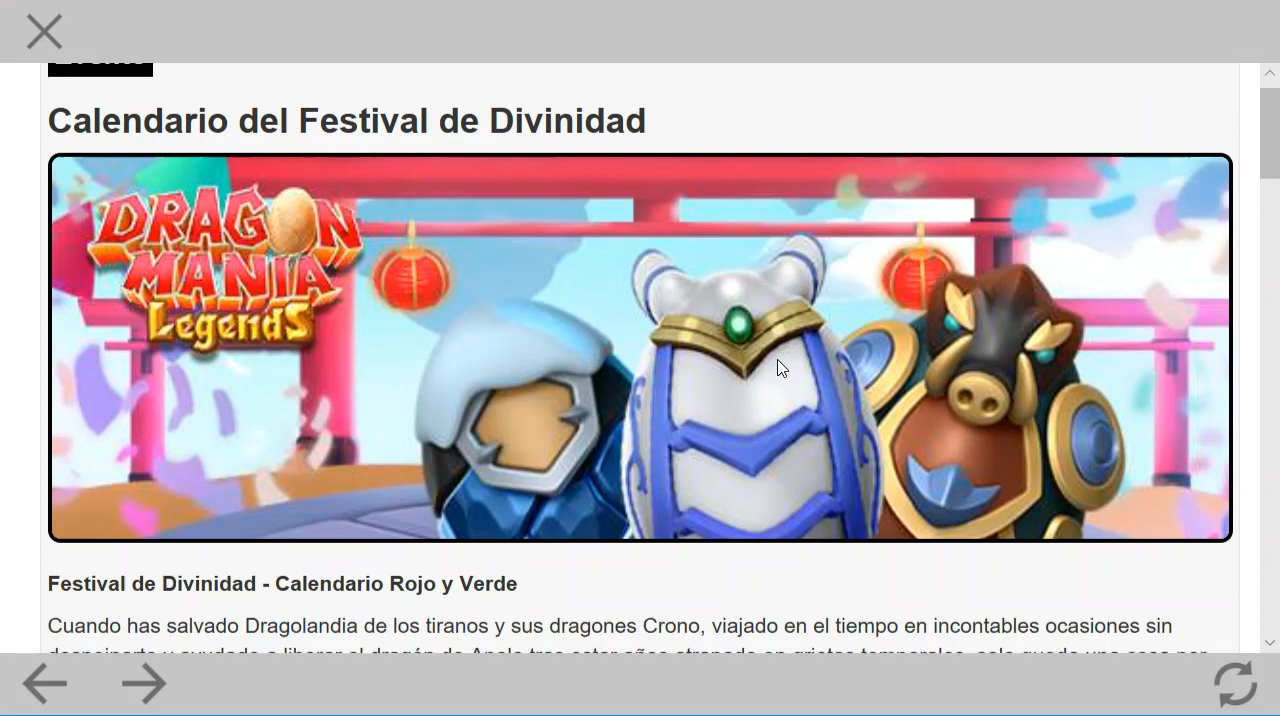 Calendario del Festival de Divinidad
DRAGON
MANIA
Legends
Festival de Divinidad - Calendario Rojo y Verde
Cuando has salvado Dragolandia de los tiranos y sus dragones Crono, viajado en el tiempo en incontables ocasiones sin